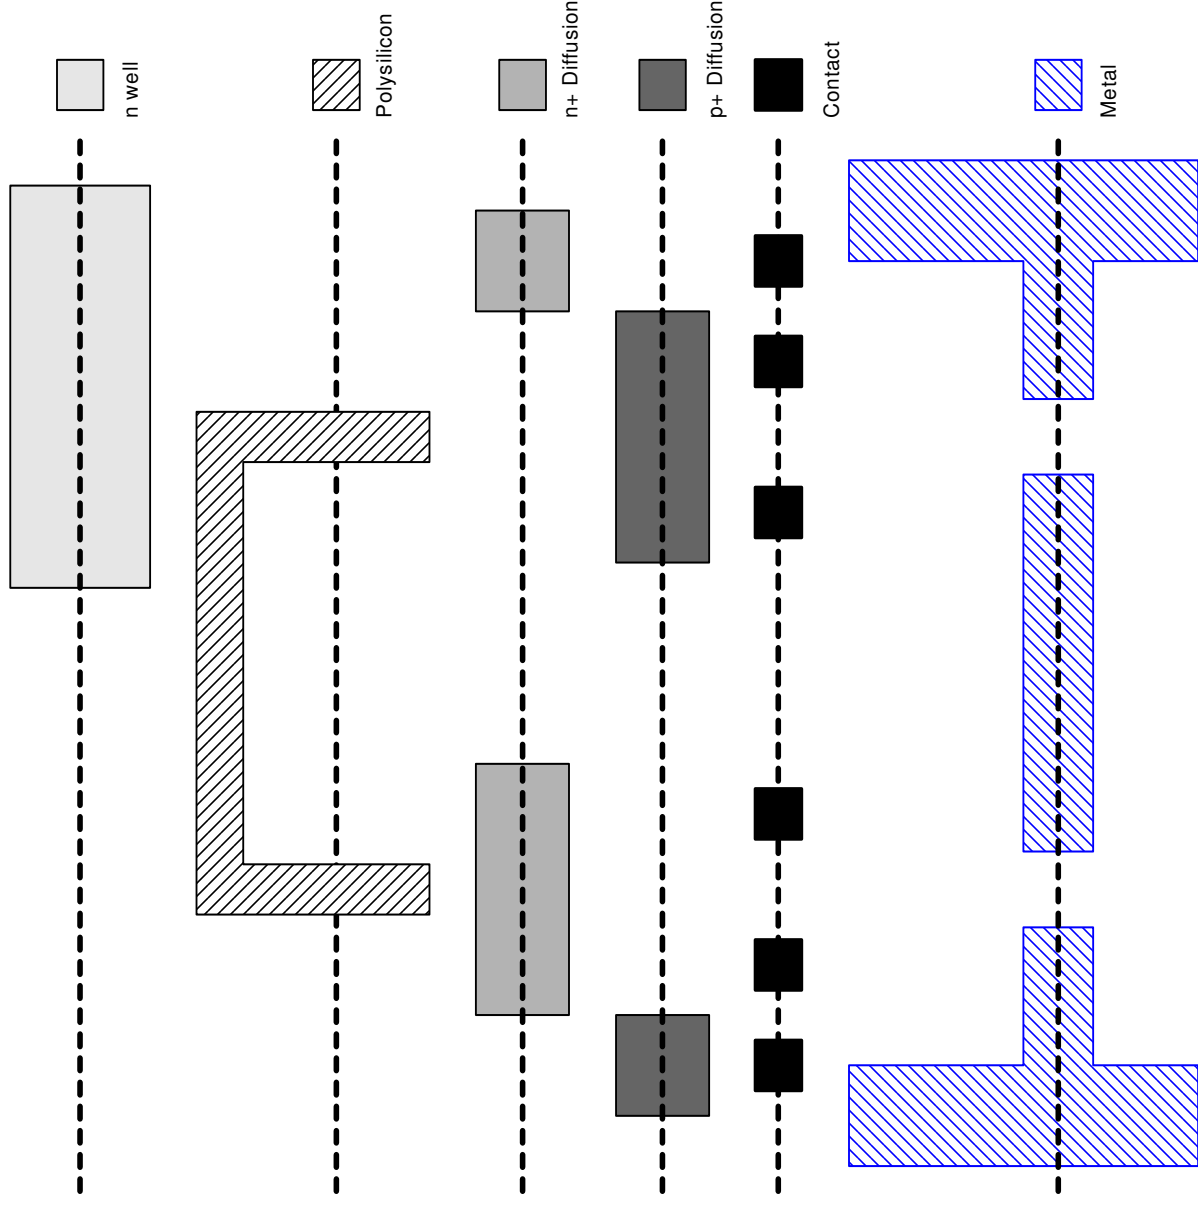 n well
Polysilicon
n+ Diffusion
p+ Diffusion
Contact
Metal